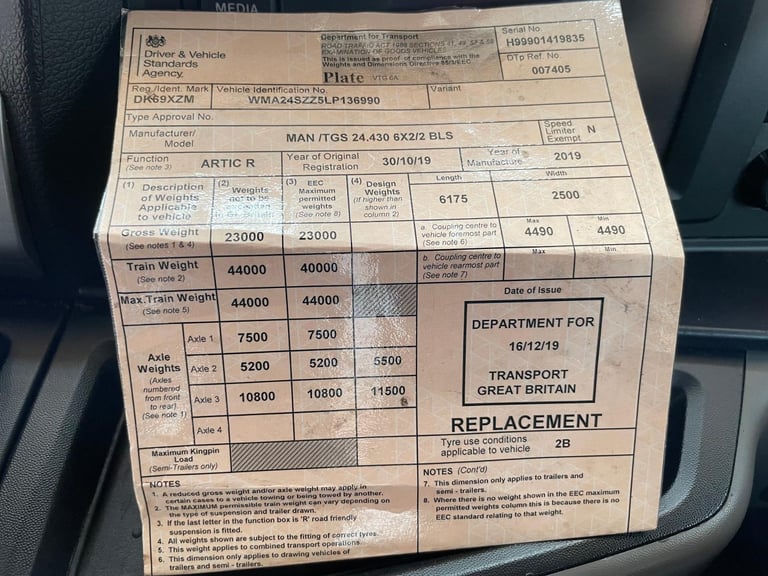 MEDIA
Driver & Vehicle
Standards
Agency
Department for Transport
ROAD TRAFFIC ACT 1988 SECTIONS 41, 49, 57 & 58
EXAMINATION OF GOODS VEHICLES
This is issued as proof of compliance with the
Weights and Dimensions Directive
Plate VTG 6A
Serial No.
H99901419835
DTp Ref. No
007405
Reg./Ident. Mark
DK69XZM
Vehicle Identification No.
WMA24SZZ5LP136990
Variant
Type Approval No.
Manufacturer/
Model
MAN /TGS 24.430 6X2/2 BLS
Speed
Limiter
Exempt
N
Function
(See note 3)
ARTIC R
Year of Original
Registration
30/10/19
Year of
Manufacture
2019
(1) Description
of Weights
Applicable
to vehicle
(2)
Weights
not to be
exceeded
in Gt. Britain
(3) EEC
Maximum
permitted
weights
(See note 8)
(4) Design
Weights
(If higher than
shown in
column 2)
Length
6175
Width
2500
Gross Weight
(See notes 1 & 4)
23000
23000
a. Coupling centre to
vehicle foremost part
(See note 6)
Max
4490
Min
4490
Train Weight
(See note 2)
44000
40000
b. Coupling centre to
vehicle rearmost part
(See note 7)
Max
Min
Max.Train Weight
(See note 5)
44000
44000
Axle
Weights
(Axles
numbered
from front
to rear)
(See note 1)
Axle 1
7500
7500
Axle 2
5200
5200
5500
Axle 3
10800
10800
11500
Axle 4
Maximum Kingpin
Load
(Semi-Trailers only)
Date of Issue
DEPARTMENT FOR
16/12/19
TRANSPORT
GREAT BRITAIN
REPLACEMENT
Tyre use conditions
applicable to vehicle
2B
NOTES
1. A reduced gross weight and/or axle weight may apply in
certain cases to a vehicle towing or being towed by another.
2. The MAXIMUM permissible train weight can vary depending on
the type of suspension and trailer drawn.
3. If the last letter in the function box is 'R' road friendly
suspension is fitted.
4. All weights shown are subject to the fitting of correct tyres.
5. This weight applies to combined transport operations.
6. This dimension only applies to drawing vehicles of
trailers and semi - trailers.
NOTES (Cont'd)
7. This dimension only applies to trailers and
semi - trailers.
8. Where there is no weight shown in the EEC maximum
permitted weights column this is because there is no
EEC standard relating to that weight.